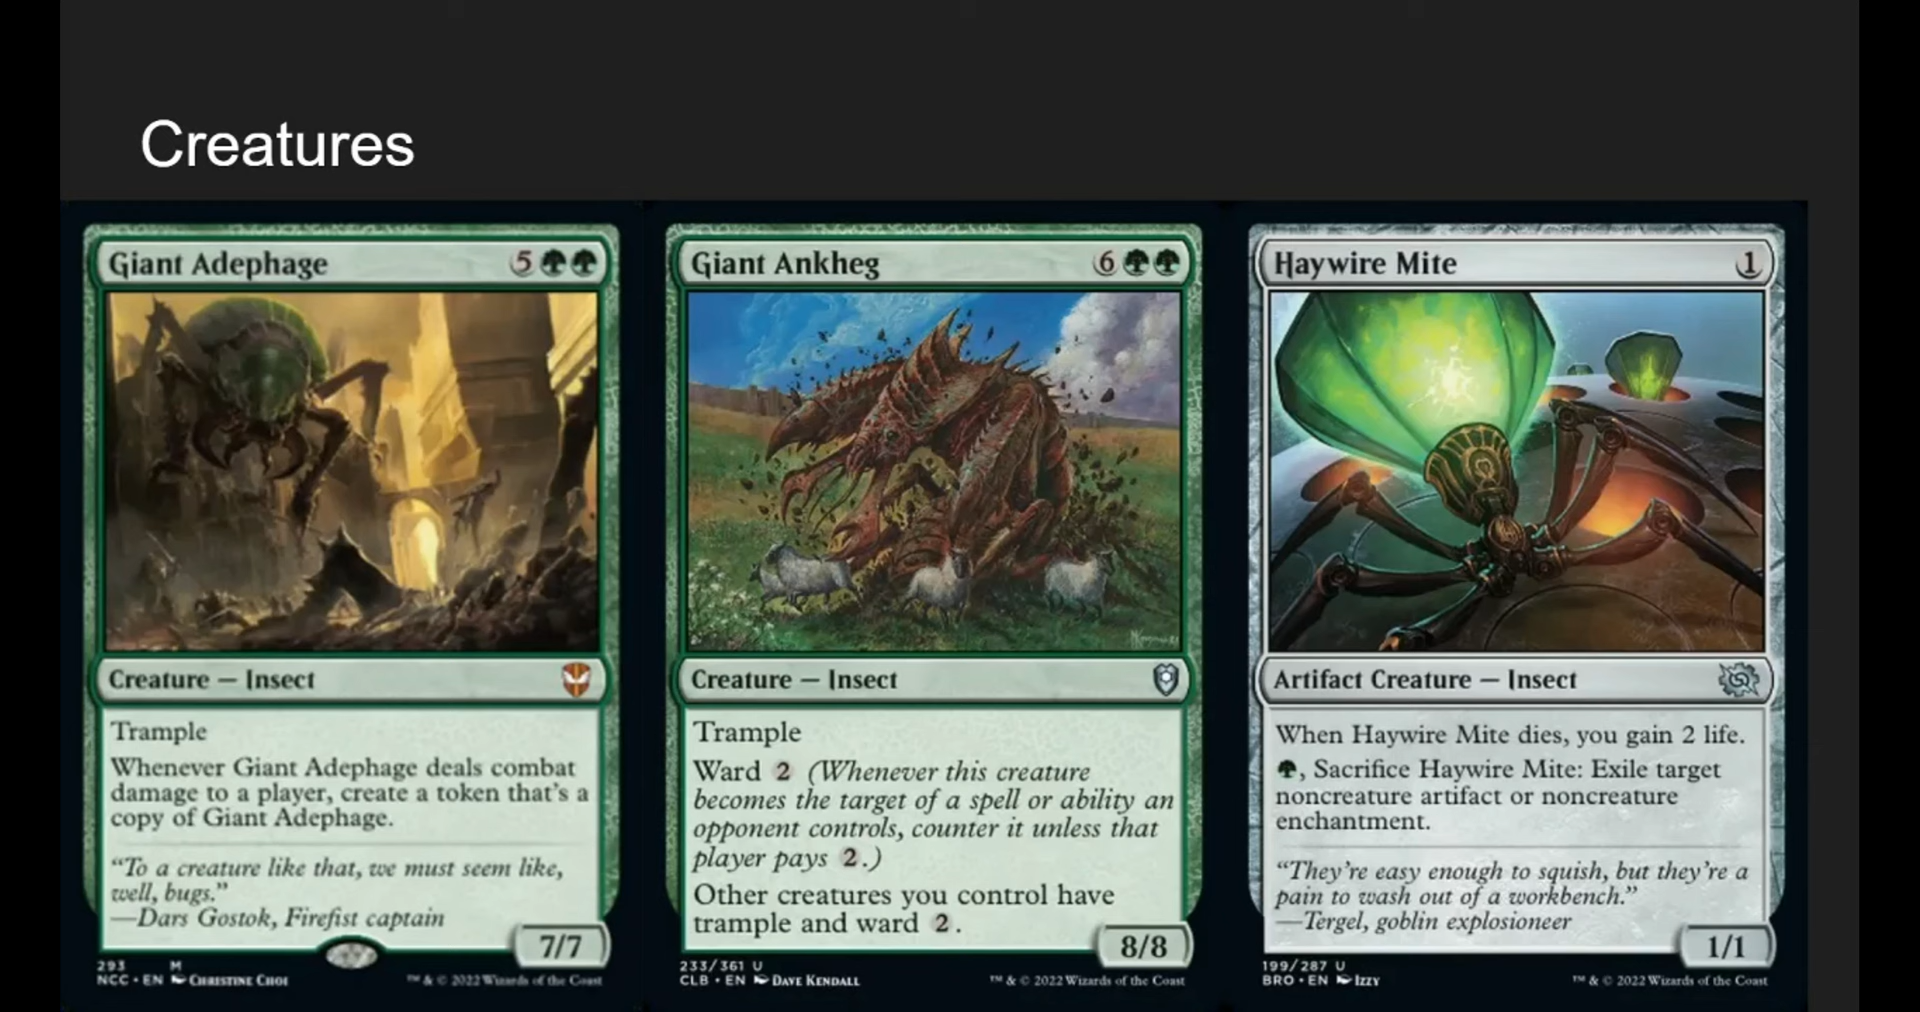 Creatures
Giant Adephage 5
Creature — Insect
Trample
Whenever Giant Adephage deals combat
damage to a player, create a token that's a
copy of Giant Adephage.
“To a creature like that, we must seem like,
well, bugs.”
—Dars Gostok, Firefist captain
7/7
293 M
NCC • EN CHRISTINE CHOI
™ & © 2022 Wizards of the Coast
Giant Ankheg 6
Creature — Insect
Trample
Ward 2 (Whenever this creature
becomes the target of a spell or ability an
opponent controls, counter it unless that
player pays 2.)
Other creatures you control have
trample and ward 2.
8/8
233/361 U
CLB • EN DAVE KENDALL
™ & © 2022 Wizards of the Coast
Haywire Mite 1
Artifact Creature — Insect
When Haywire Mite dies, you gain 2 life.
, Sacrifice Haywire Mite: Exile target
noncreature artifact or noncreature
enchantment.
“They're easy enough to squish, but they're a
pain to wash out of a workbench.”
—Tergel, goblin explosioneer
1/1
199/287 U
BRO • EN IZZY
™ & © 2022 Wizards of the Coast